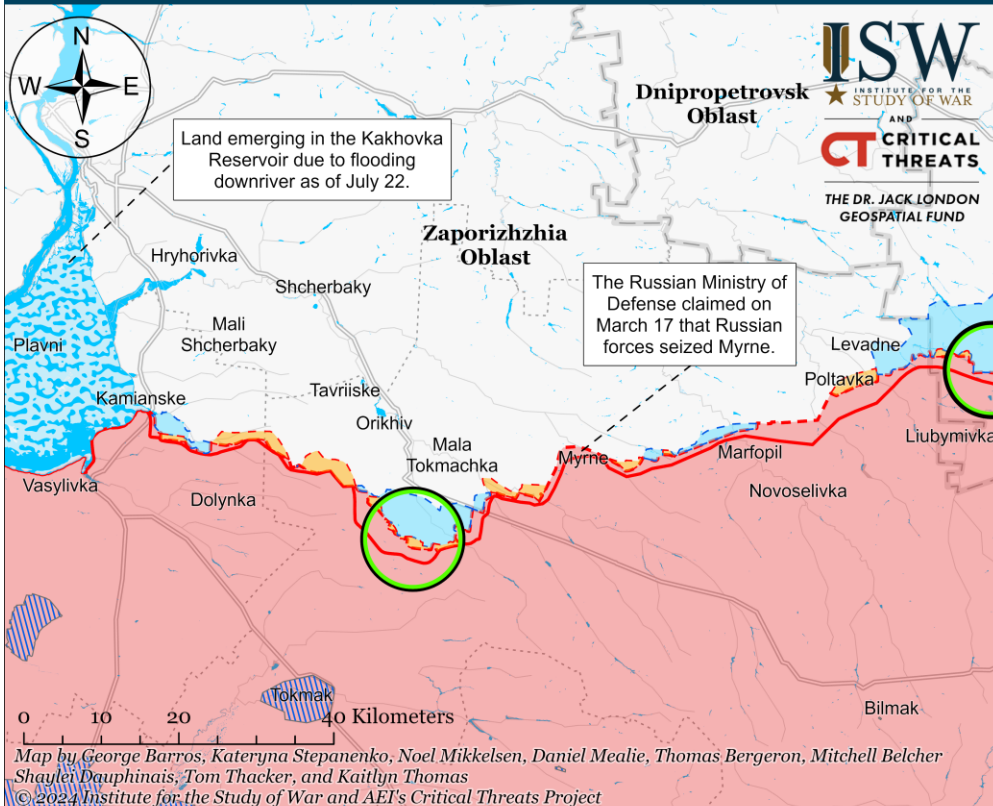 N
W E
S
ISW
INSTITUTE FOR THE
STUDY OF WAR
AND
CT CRITICAL
THREATS
THE DR. JACK LONDON
GEOSPATIAL FUND
Dnipropetrovsk
Oblast
Land emerging in the Kakhovka
Reservoir due to flooding
downriver as of July 22.
Zaporizhzhia
Oblast
Hryhorivka
Shcherbaky
The Russian Ministry of
Defense claimed on
March 17 that Russian
forces seized Myrne.
Mali
Shcherbaky
Plavni
Levadne
Poltavka
Tavriiske
Kamianske
Orikhiv
Mala
Tokmachka
Liubymivka
Myrne
Marfopil
Vasylivka
Dolynka
Novoselivka
Tokmak
Bilmak
0 10 20 40 Kilometers
Map by George Barros, Kateryna Stepanenko, Noel Mikkelsen, Daniel Mealie, Thomas Bergeron, Mitchell Belcher
Shaylei Dauphinais, Tom Thacker, and Kaitlyn Thomas
© 2024 Institute for the Study of War and AEI's Critical Threats Project